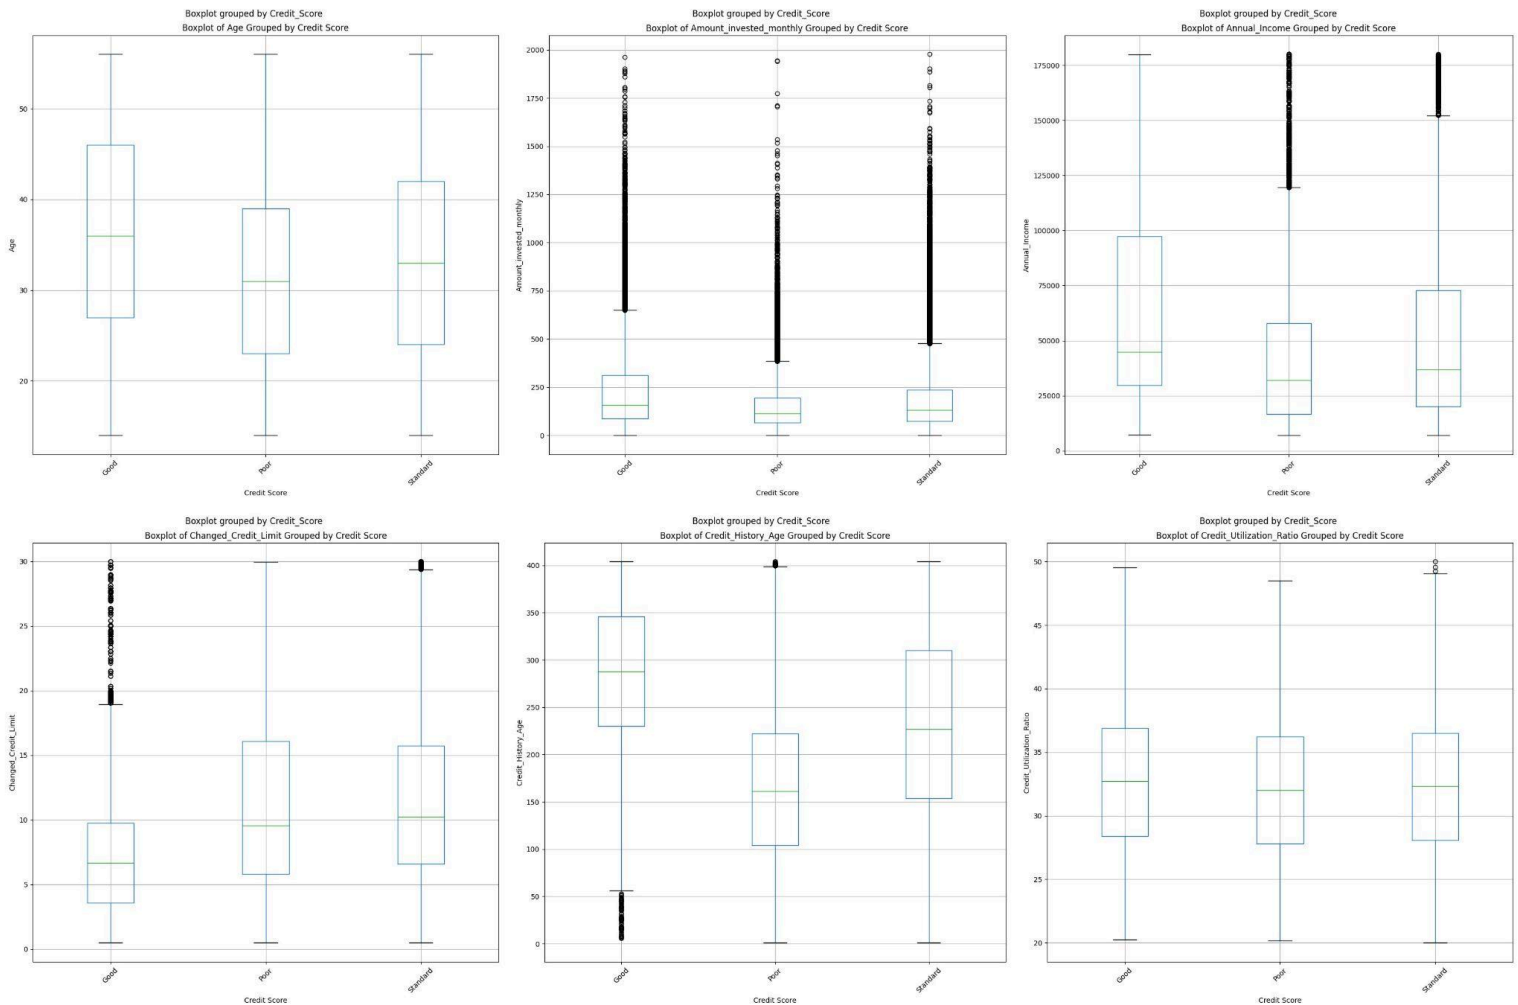 Boxplot grouped by Credit_Score
Boxplot of Age Grouped by Credit Score
50
40
30
20
Age
Good
Poor
Standard
Credit Score
Boxplot grouped by Credit_Score
Boxplot of Amount_invested_monthly Grouped by Credit Score
2000
1750
1500
1250
1000
750
500
250
0
Amount_invested_monthly
Good
Poor
Standard
Credit Score
Boxplot grouped by Credit_Score
Boxplot of Annual_Income Grouped by Credit Score
175000
150000
125000
100000
75000
50000
25000
0
Annual_Income
Good
Poor
Standard
Credit Score
Boxplot grouped by Credit_Score
Boxplot of Changed_Credit_Limit Grouped by Credit Score
30
25
20
15
10
5
0
Changed_Credit_Limit
Good
Poor
Standard
Credit Score
Boxplot grouped by Credit_Score
Boxplot of Credit_History_Age Grouped by Credit Score
400
350
300
250
200
150
100
50
0
Credit_History_Age
Good
Poor
Standard
Credit Score
Boxplot grouped by Credit_Score
Boxplot of Credit_Utilization_Ratio Grouped by Credit Score
50
45
40
35
30
25
20
Credit_Utilization_Ratio
Good
Poor
Standard
Credit Score